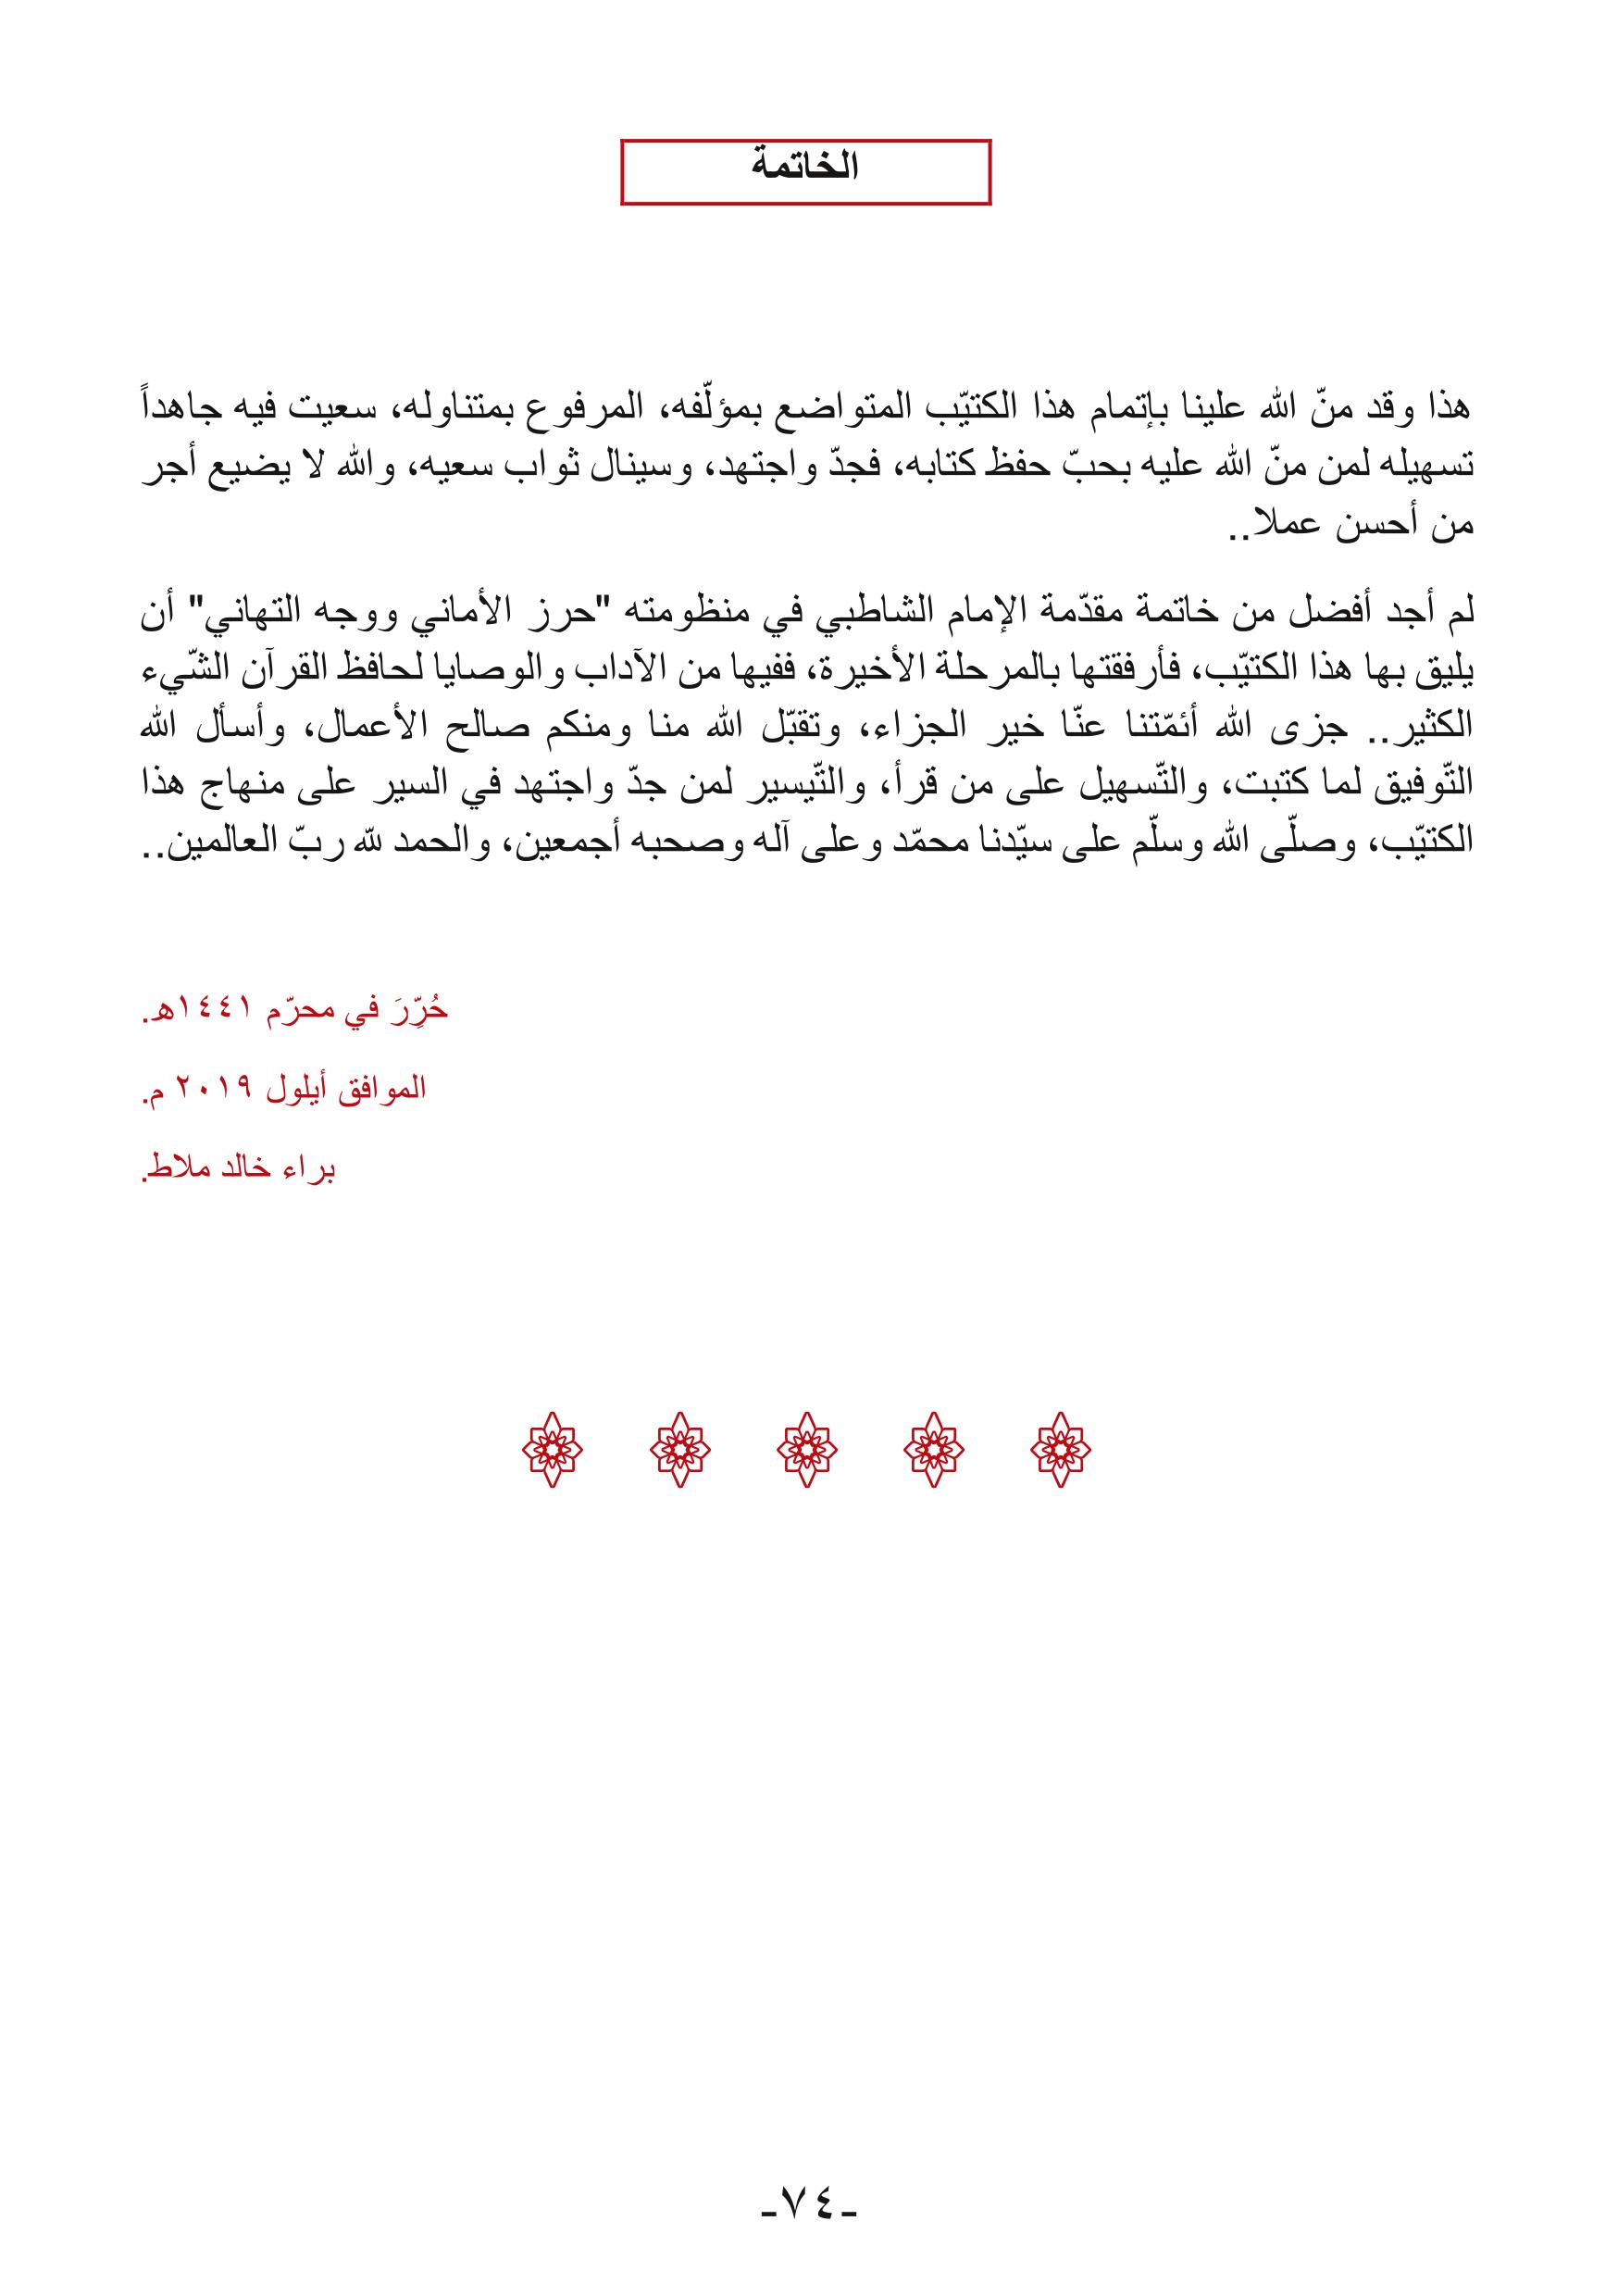 الخاتمة
هذا وقد منّ الله علينا بإتمام هذا الكتيّب المتواضع بمؤلّفه، المرفوع بمتناوله، سعيت فيه جاهداً
تسهيله لمن منّ الله عليه بحبّ حفظ كتابه، فجدّ واجتهد، وسينال ثواب سعيه، والله لا يضيع أجر
من أحسن عملا..
لم أجد أفضل من خاتمة مقدّمة الإمام الشاطبي في منظومته "حرز الأماني ووجه التهاني" أن
يليق بها هذا الكتيّب، فأرفقتها بالمرحلة الأخيرة، ففيها من الآداب والوصايا لحافظ القرآن الشّيء
الكثير.. جزى الله أئمّتنا عنّا خير الجزاء، وتقبّل الله منا ومنكم صالح الأعمال، وأسأل الله
التّوفيق لما كتبت، والتّسهيل على من قرأ، والتّيسير لمن جدّ واجتهد في السير على منهاج هذا
الكتيّب، وصلّى الله وسلّم على سيّدنا محمّد وعلى آله وصحبه أجمعين، والحمد لله ربّ العالمين..
حُرِّرَ في محرّم ١٤٤١هـ.
الموافق أيلول ٢٠١٩ م.
براء خالد ملاط.
-٧٤-